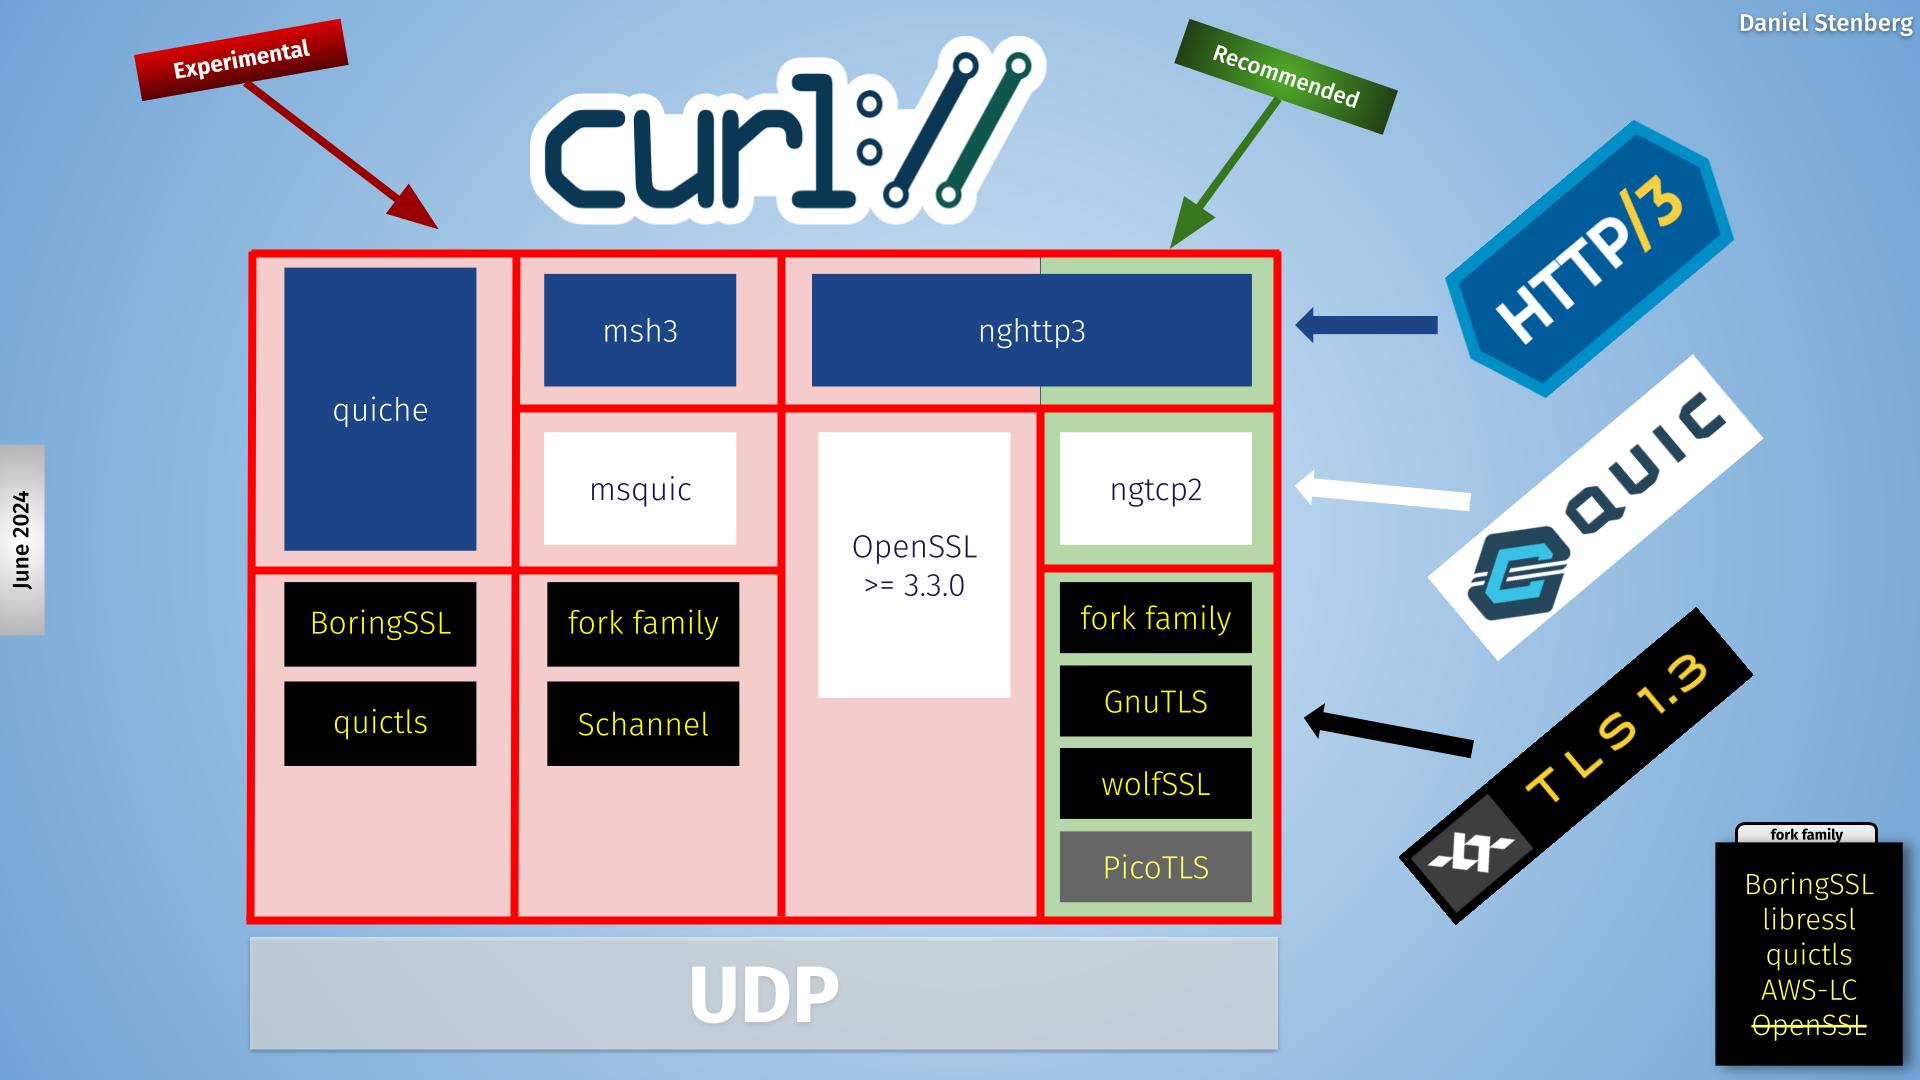 Daniel Stenberg
Experimental
Recommended
curl://
HTTP/3
quiche
msh3
nghttp3
msquic
ngtcp2
OpenSSL
>= 3.3.0
QUIC
June 2024
BoringSSL
fork family
fork family
quictls
Schannel
GnuTLS
wolfSSL
PicoTLS
TLS 1.3
UDP
fork family
BoringSSL
libressl
quictls
AWS-LC
OpenSSL